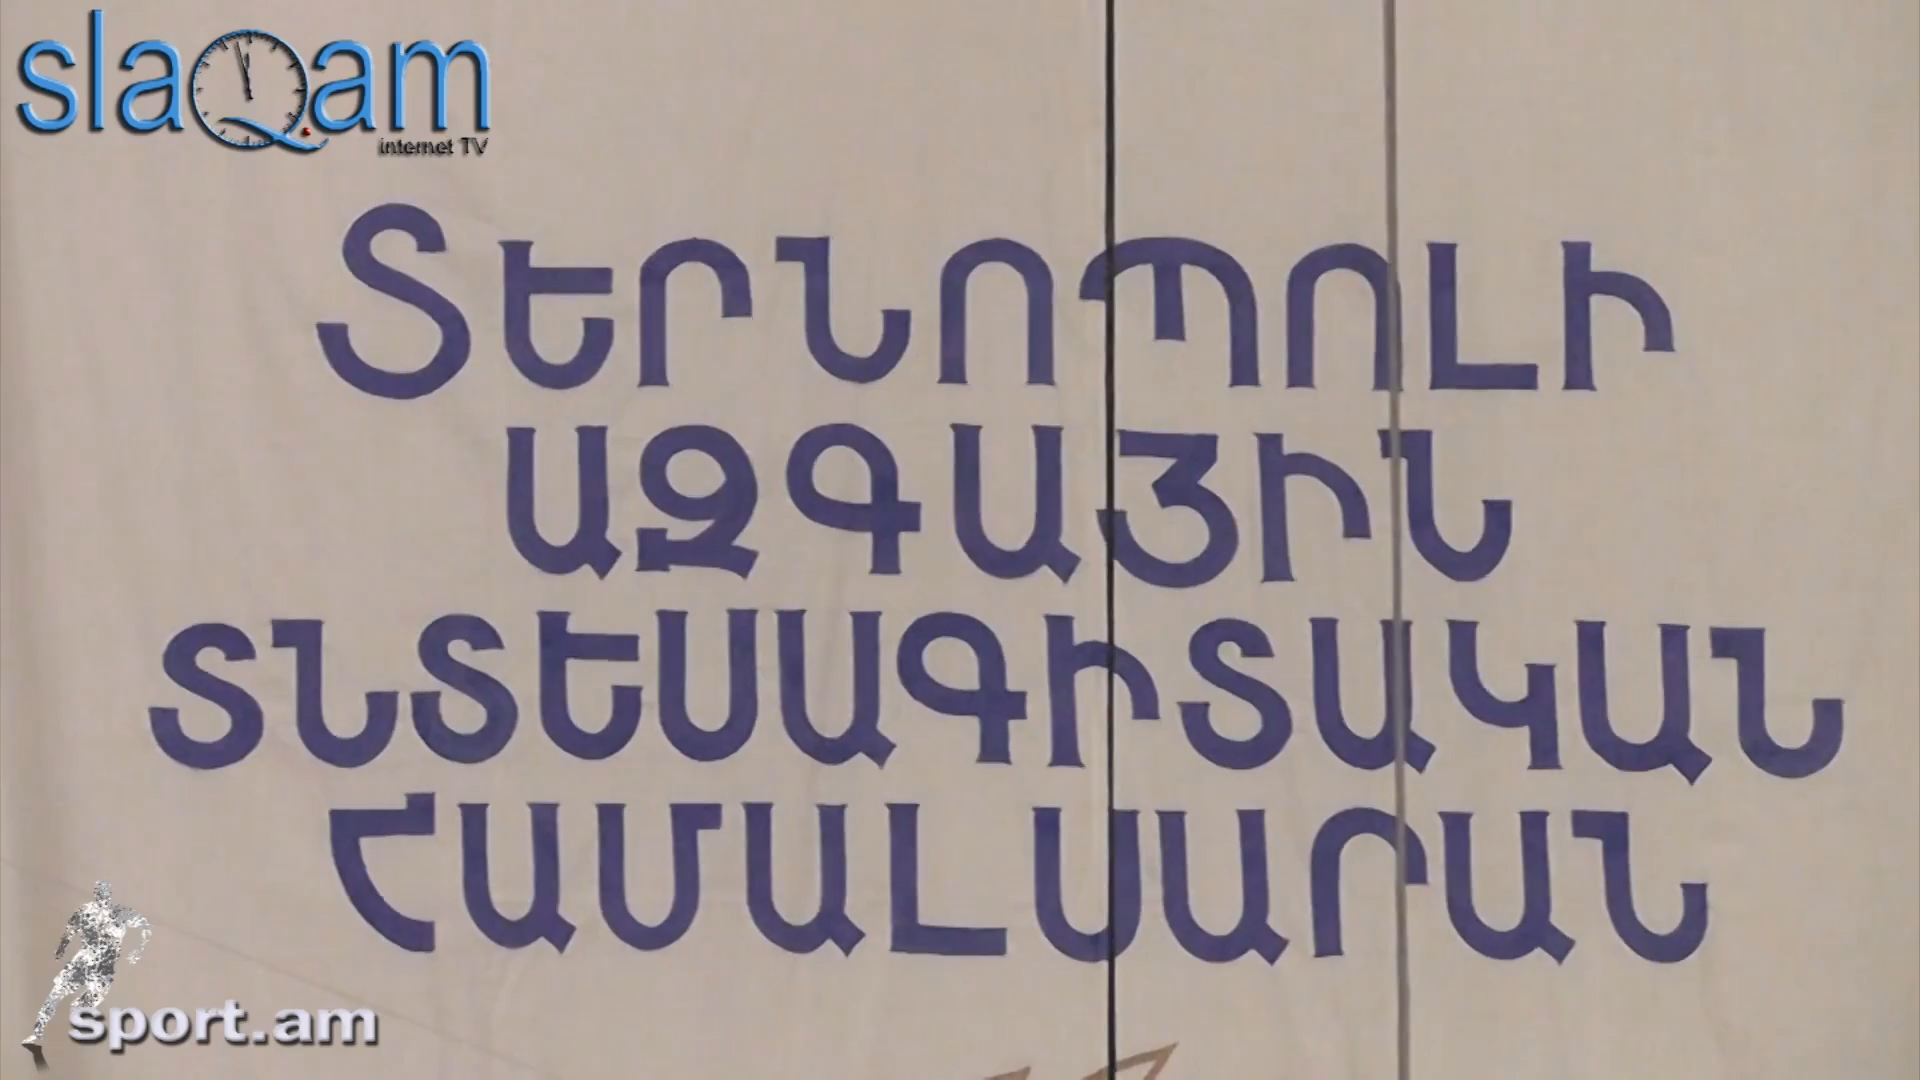 slaQ.am
internet TV
ՏԵՐՆՈՊՈԼԻ
ԱԶԳԱՅԻՆ
ՏՆՏԵՍԱԳԻՏԱԿԱՆ
ՀԱՄԱԼՍԱՐԱՆ
sport.am